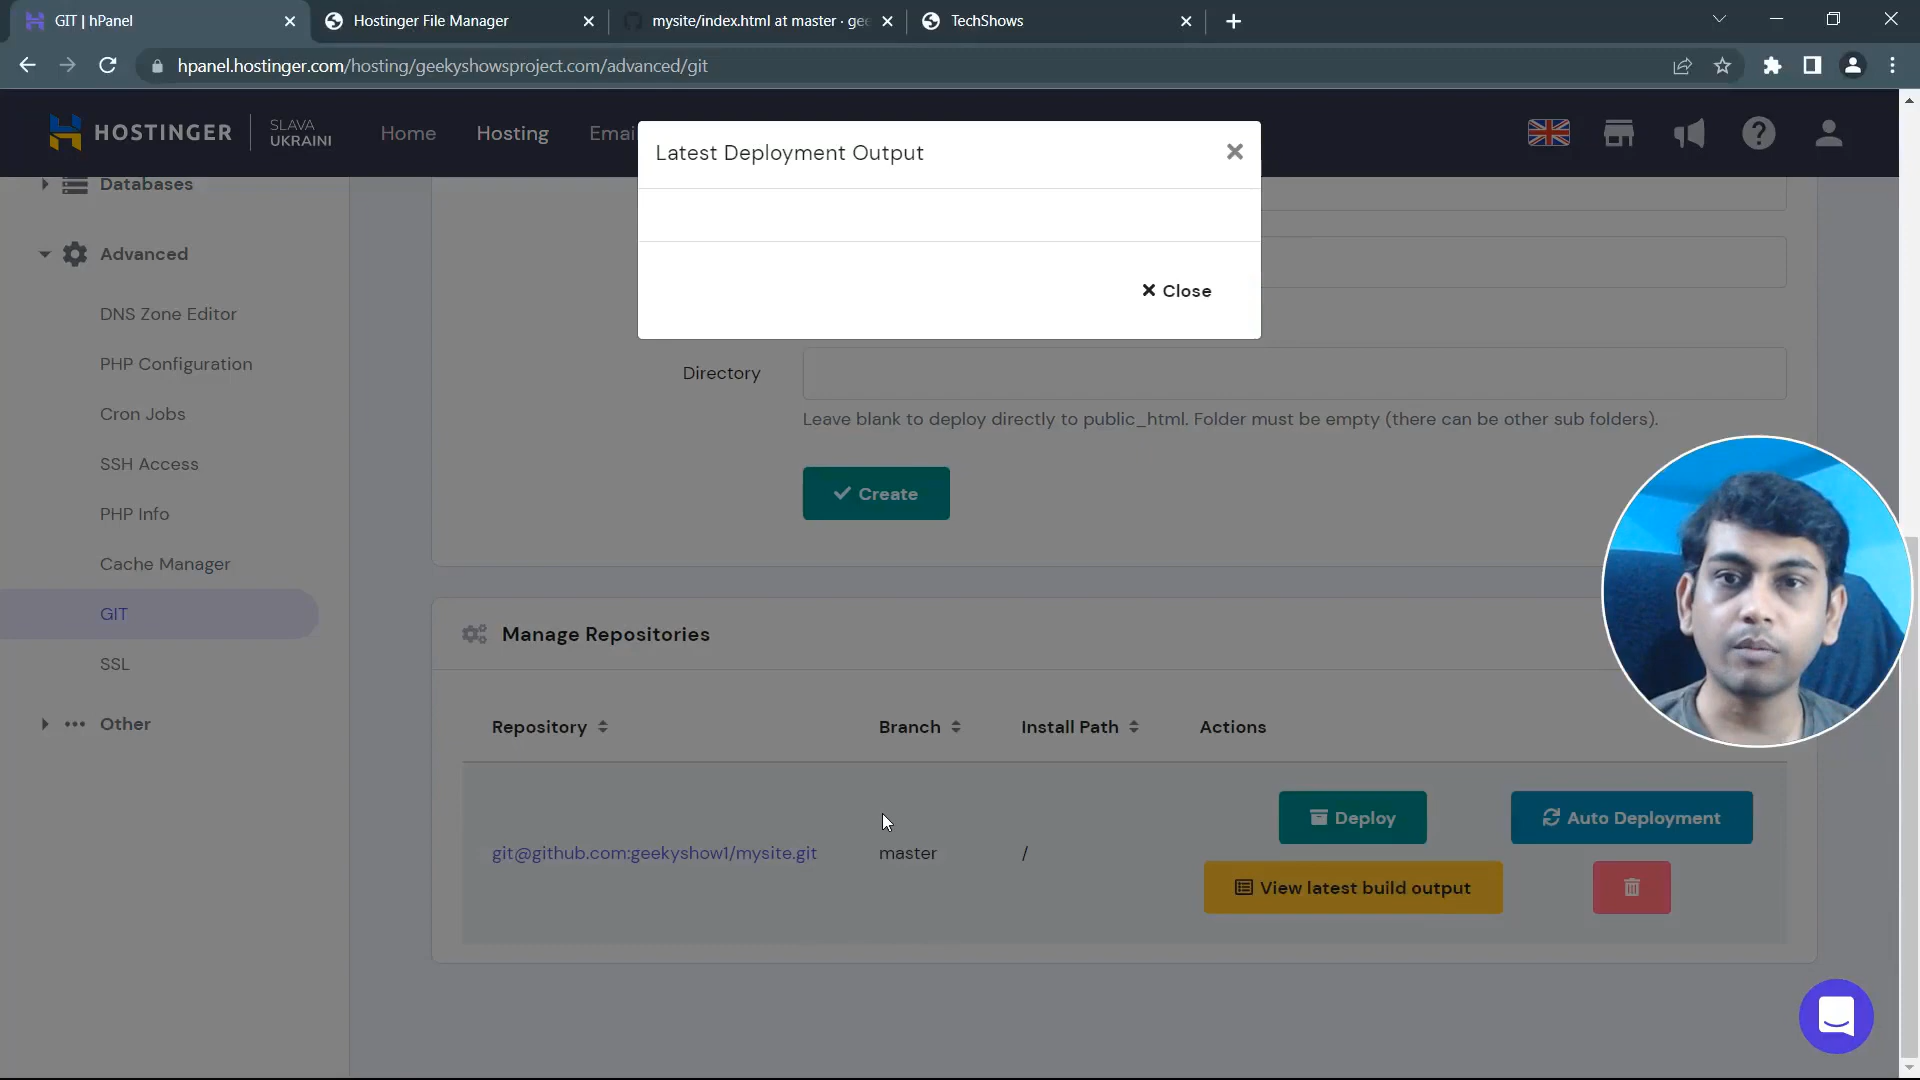 GIT | hPanel
Hostinger File Manager
mysite/index.html at master · gee
TechShows
hpanel.hostinger.com/hosting/geekyshowsproject.com/advanced/git
HOSTINGER
SLAVA
UKRAINI
Home
Hosting
Emai
Latest Deployment Output
Close
Databases
Advanced
DNS Zone Editor
PHP Configuration
Cron Jobs
SSH Access
PHP Info
Cache Manager
GIT
SSL
Other
Directory
Leave blank to deploy directly to public_html. Folder must be empty (there can be other sub folders).
Create
Manage Repositories
Repository Branch Install Path Actions
git@github.com:geekyshow1/mysite.git master /
Deploy Auto Deployment
View latest build output